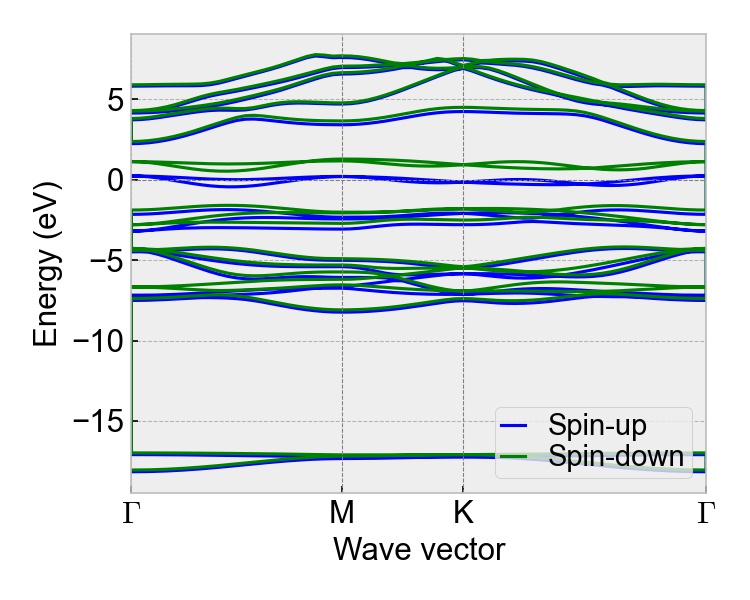 5
0
−5
−10
−15
Energy (eV)
Spin-up
Spin-down
Γ M K Γ
Wave vector